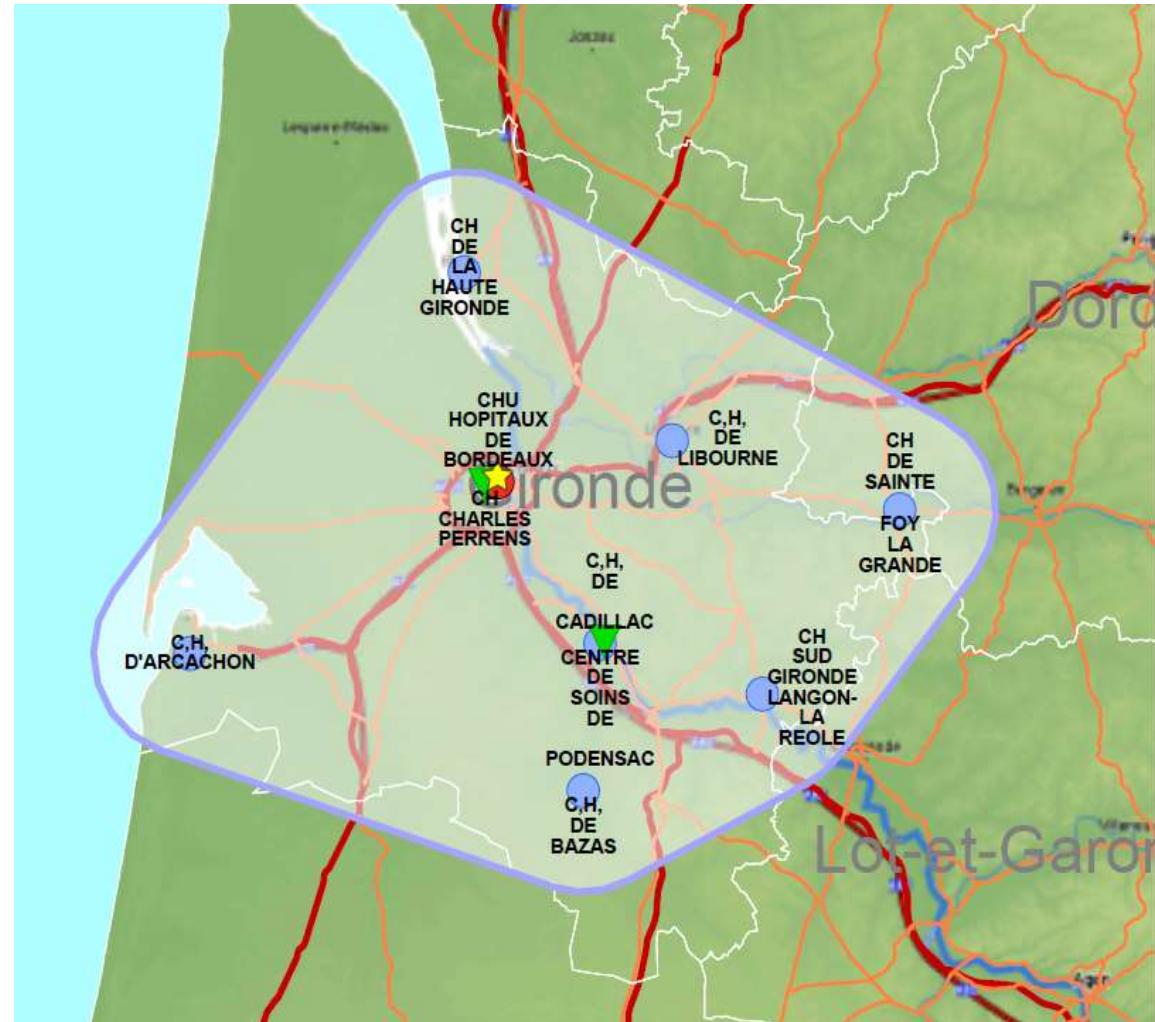 CH
DE
LA
HAUTE
GIRONDE
Dord
CHU
HOPITAUX
DE
BORDEAUX
C,H,
DE
LIBOURNE
CH
DE
SAINTE
FOY
LA
GRANDE
Gironde
CH
CHARLES
PERRENS
C,H,
DE
CADILLAC
CENTRE
DE
SOINS
DE
PODENSAC
C,H,
D'ARCACHON
CH
SUD
GIRONDE
LANGON-
LA
REOLE
C,H,
DE
BAZAS
Lot-et-Garon
Agen